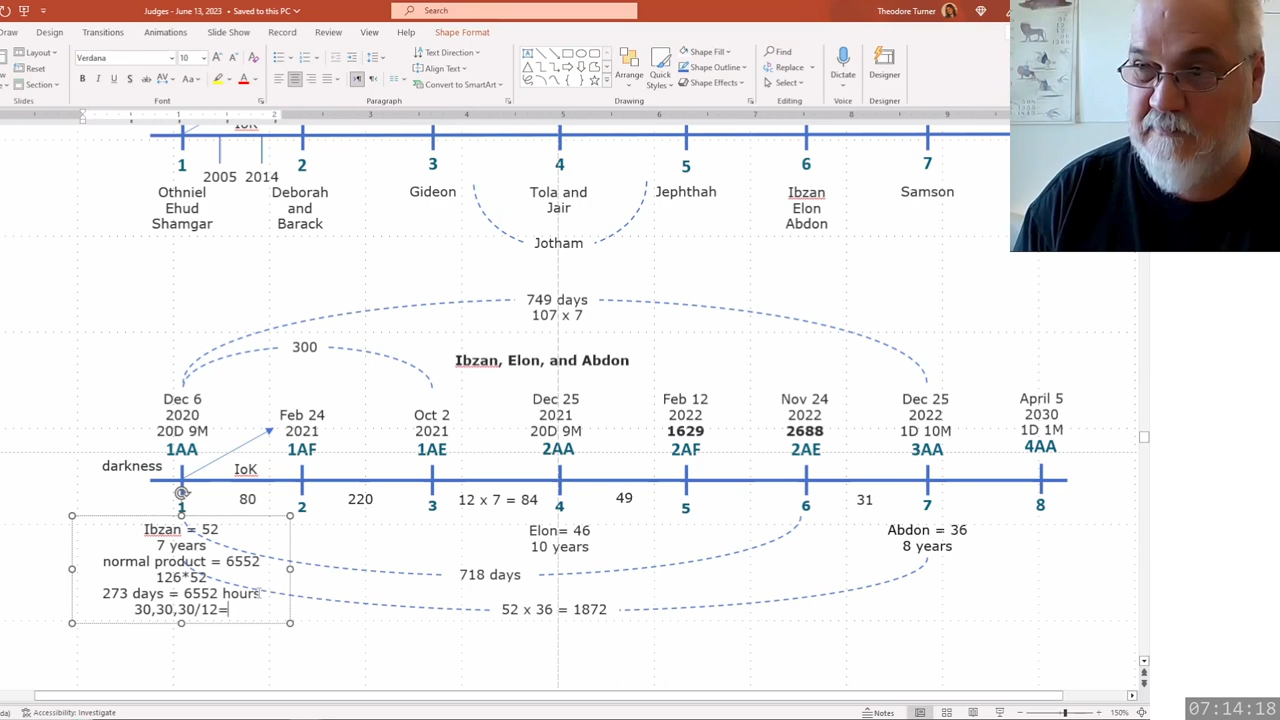 Judges - June 13, 2023 • Saved to this PC
Search
Theodore Turner
Design Transitions Animations Slide Show Record Review View Help Shape Format
Layout
Reset
Section
Slides
Verdana 10
Font
Text Direction
Align Text
Convert to SmartArt
Paragraph
Arrange
Quick Styles
Shape Fill
Shape Outline
Shape Effects
Drawing
Find
Replace
Select
Editing
Dictate
Voice
Designer
Designer
IoK
1 2 3 4 5 6 7
2005 2014
Othniel
Ehud
Shamgar
Deborah
and
Barack
Gideon
Tola and
Jair
Jephthah
Ibzan
Elon
Abdon
Samson
Jotham
749 days
107 x 7
300
Ibzan, Elon, and Abdon
Dec 6
2020
20D 9M
1AA
Feb 24
2021
1AF
Oct 2
2021
1AE
Dec 25
2021
20D 9M
2AA
Feb 12
2022
1629
2AF
Nov 24
2022
2688
2AE
Dec 25
2022
1D 10M
3AA
April 5
2030
1D 1M
4AA
darkness
IoK
80 220 12 x 7 = 84 49 31
1 2 3 4 5 6 7 8
Ibzan = 52
7 years
normal product = 6552
126*52
273 days = 6552 hours
30,30,30/12=
Elon= 46
10 years
Abdon = 36
8 years
718 days
52 x 36 = 1872
Accessibility: Investigate
Notes
150%
07:14:18